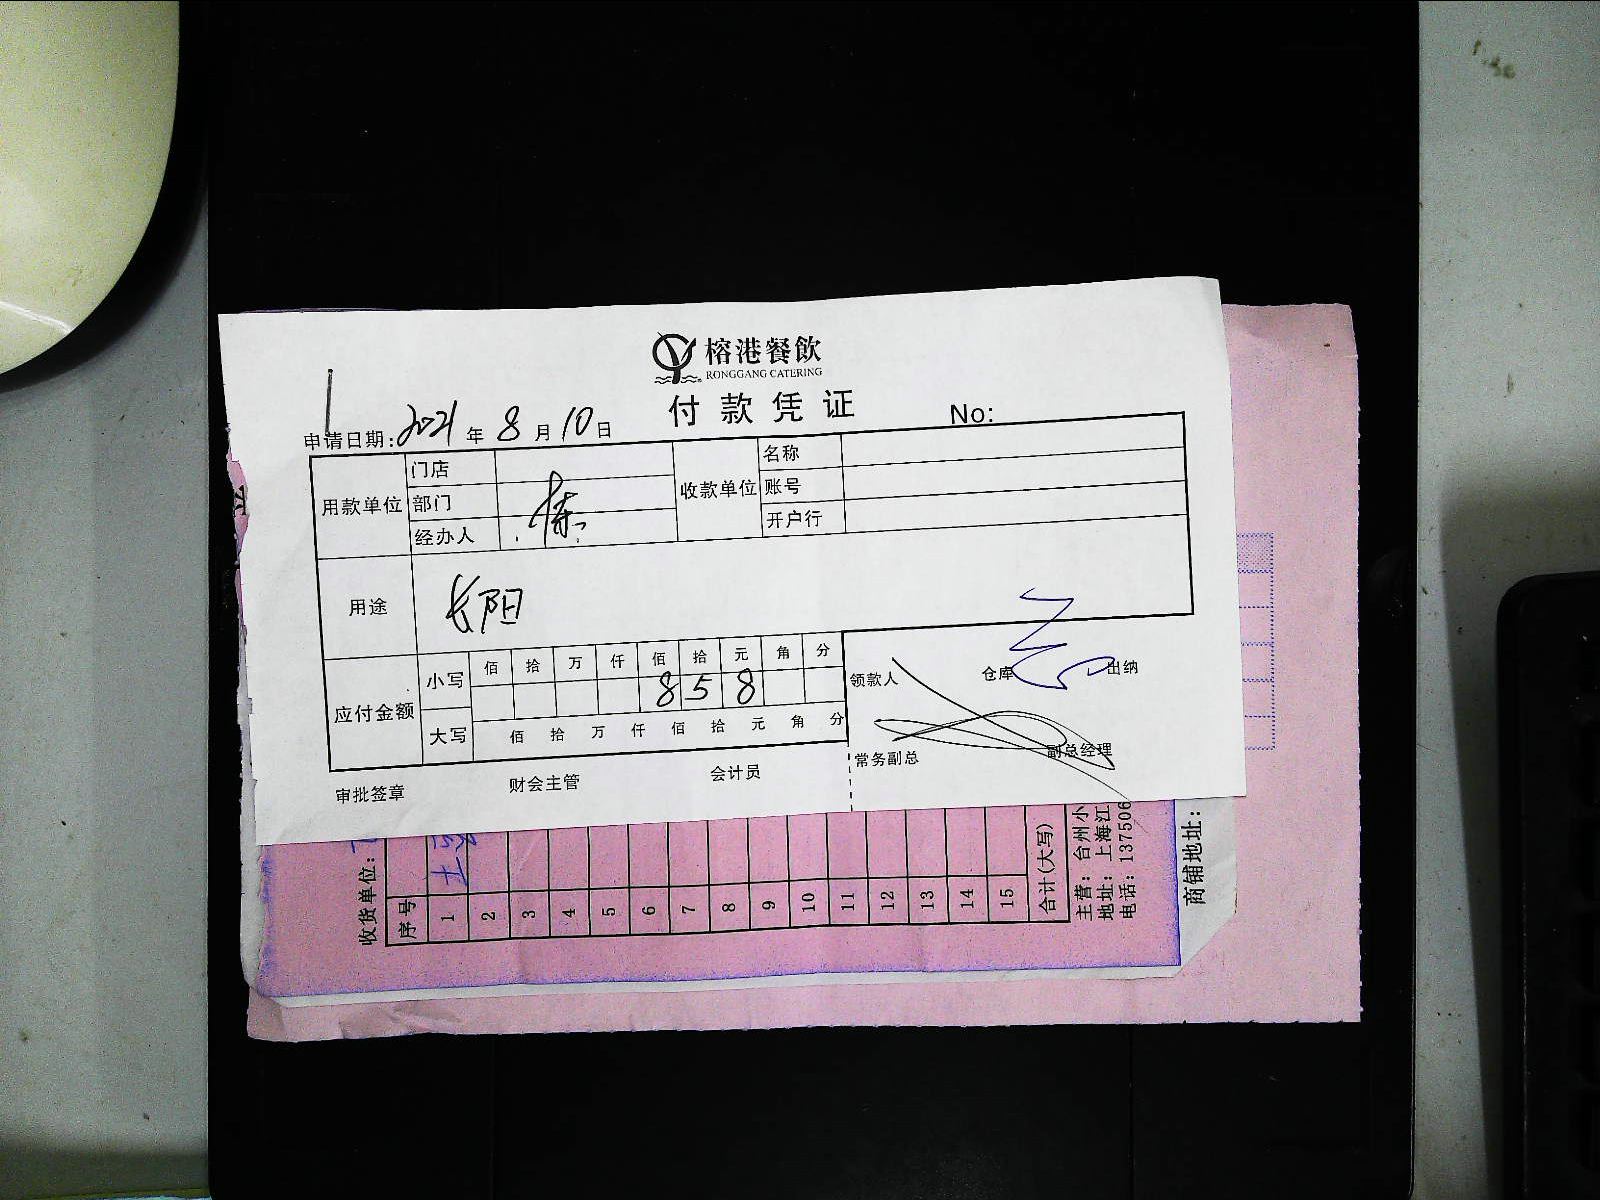 榕港餐飲
RONGGANG CATERING
付款凭证
No:
申请日期: 2021 年 8 月 10 日
用款单位 门店 收款单位 名称
部门 账号
经办人 开户行
用途 长阳
应付金额 小写 佰 拾 万 仟 佰 拾 元 角 分
8 5 8
大写 佰 拾 万 仟 佰 拾 元 角 分
领款人 仓库 出纳
常务副总 副总经理
审批签章 财会主管 会计员
收货单位:
序号 1 2 3 4 5 6 7 8 9 10 11 12 13 14 15 合计(大写)
主营: 台州小
地址: 上海江
电话: 137506
商铺地址: